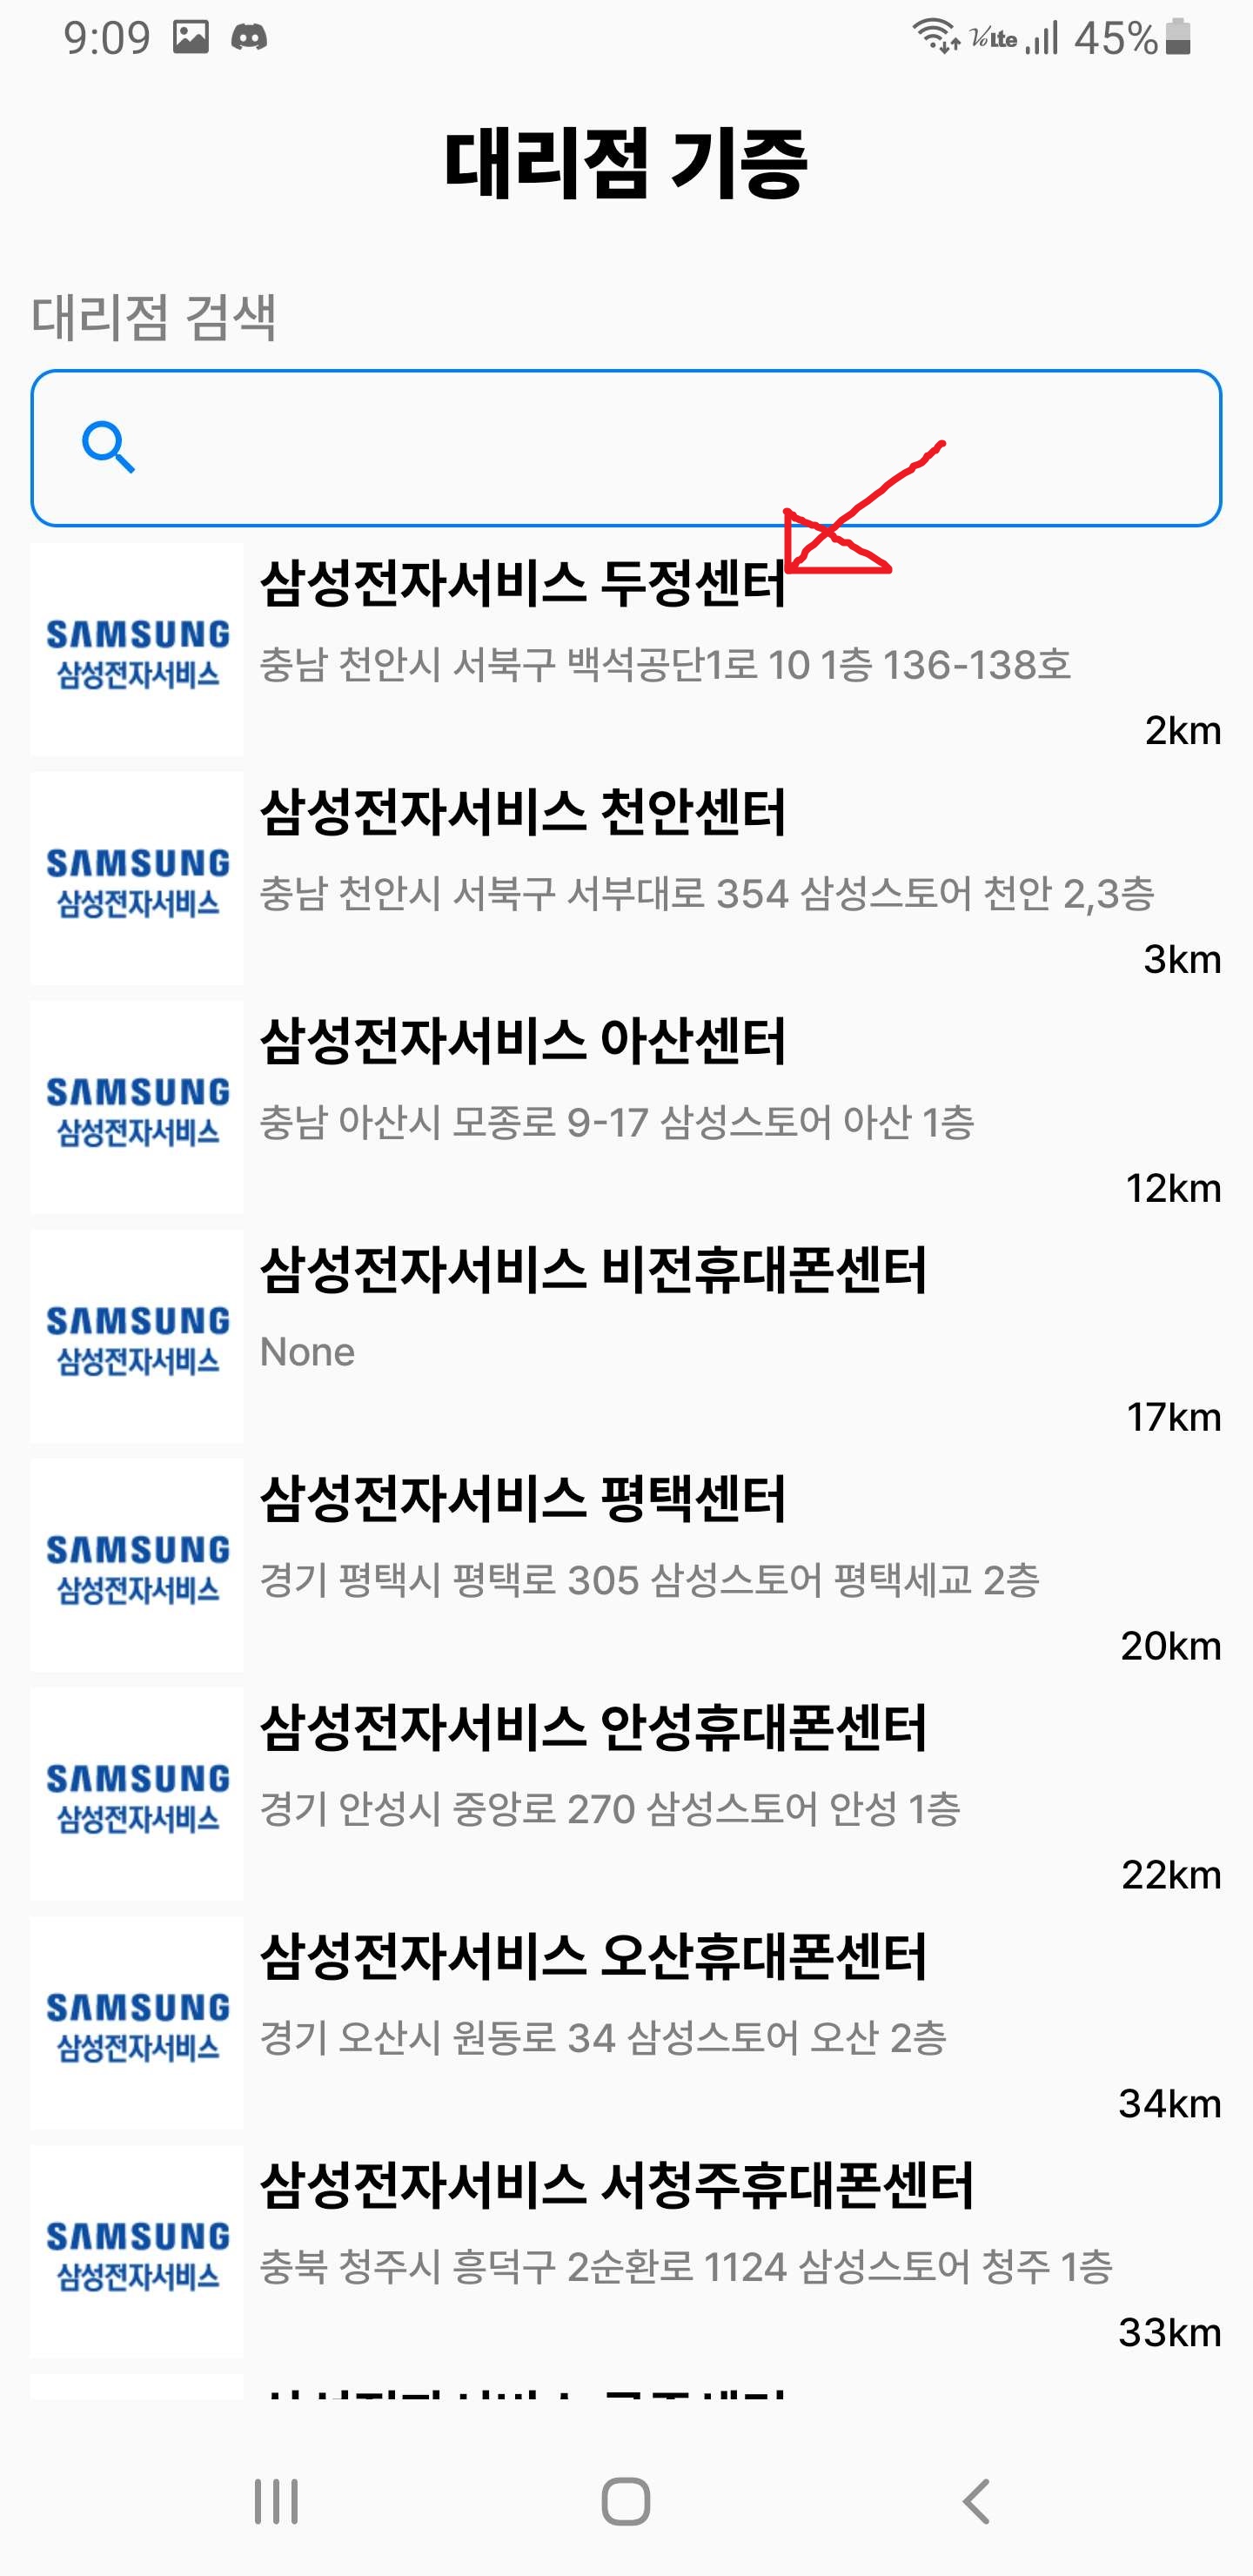 9:09
VoLte
45%
대리점 기증
대리점 검색
SAMSUNG
삼성전자서비스
삼성전자서비스 두정센터
충남 천안시 서북구 백석공단1로 10 1층 136-138호
2km
SAMSUNG
삼성전자서비스
삼성전자서비스 천안센터
충남 천안시 서북구 서부대로 354 삼성스토어 천안 2,3층
3km
SAMSUNG
삼성전자서비스
삼성전자서비스 아산센터
충남 아산시 모종로 9-17 삼성스토어 아산 1층
12km
SAMSUNG
삼성전자서비스
삼성전자서비스 비전휴대폰센터
None
17km
SAMSUNG
삼성전자서비스
삼성전자서비스 평택센터
경기 평택시 평택로 305 삼성스토어 평택세교 2층
20km
SAMSUNG
삼성전자서비스
삼성전자서비스 안성휴대폰센터
경기 안성시 중앙로 270 삼성스토어 안성 1층
22km
SAMSUNG
삼성전자서비스
삼성전자서비스 오산휴대폰센터
경기 오산시 원동로 34 삼성스토어 오산 2층
34km
SAMSUNG
삼성전자서비스
삼성전자서비스 서청주휴대폰센터
충북 청주시 흥덕구 2순환로 1124 삼성스토어 청주 1층
33km